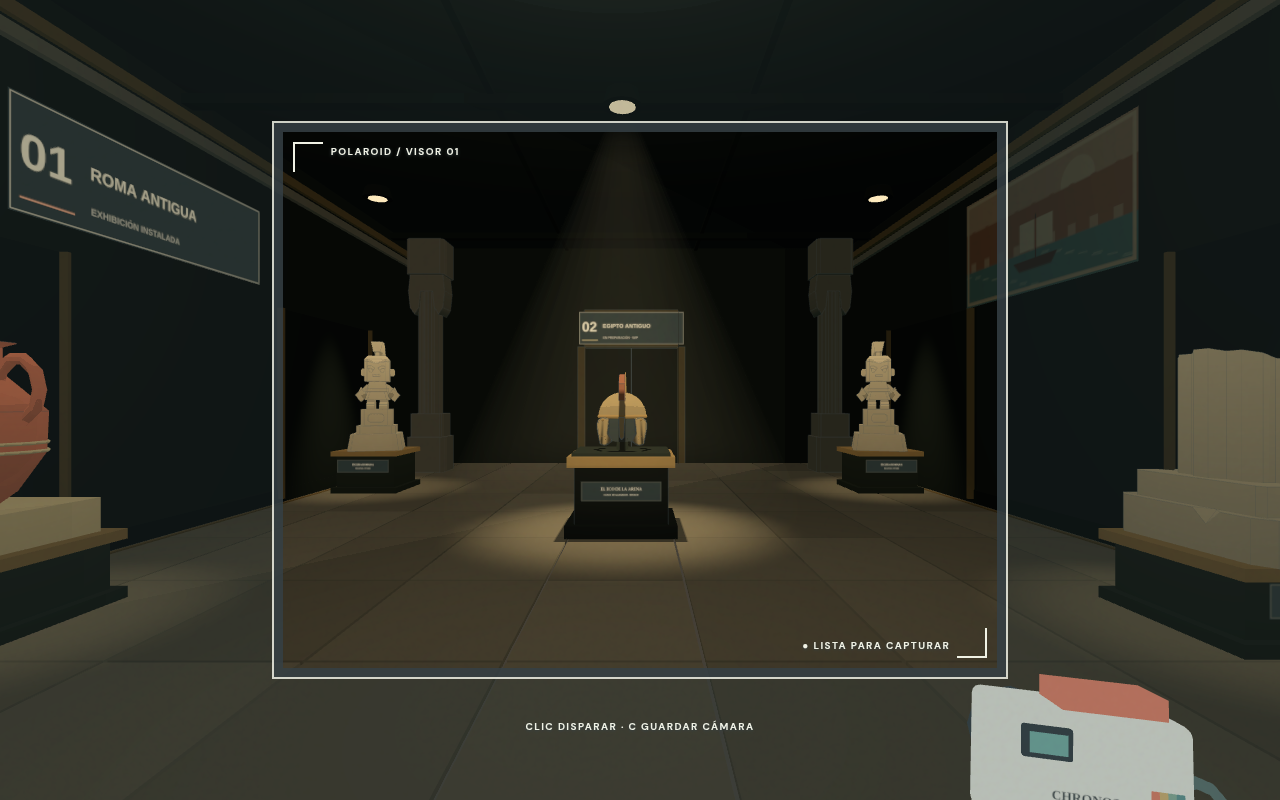 POLAROID / VISOR 01
01
ROMA ANTIGUA
EXHIBICIÓN INSTALADA
02
EGIPTO ANTIGUO
EL ECO DE LA ARENA
● LISTA PARA CAPTURAR
CLIC DISPARAR · C GUARDAR CÁMARA